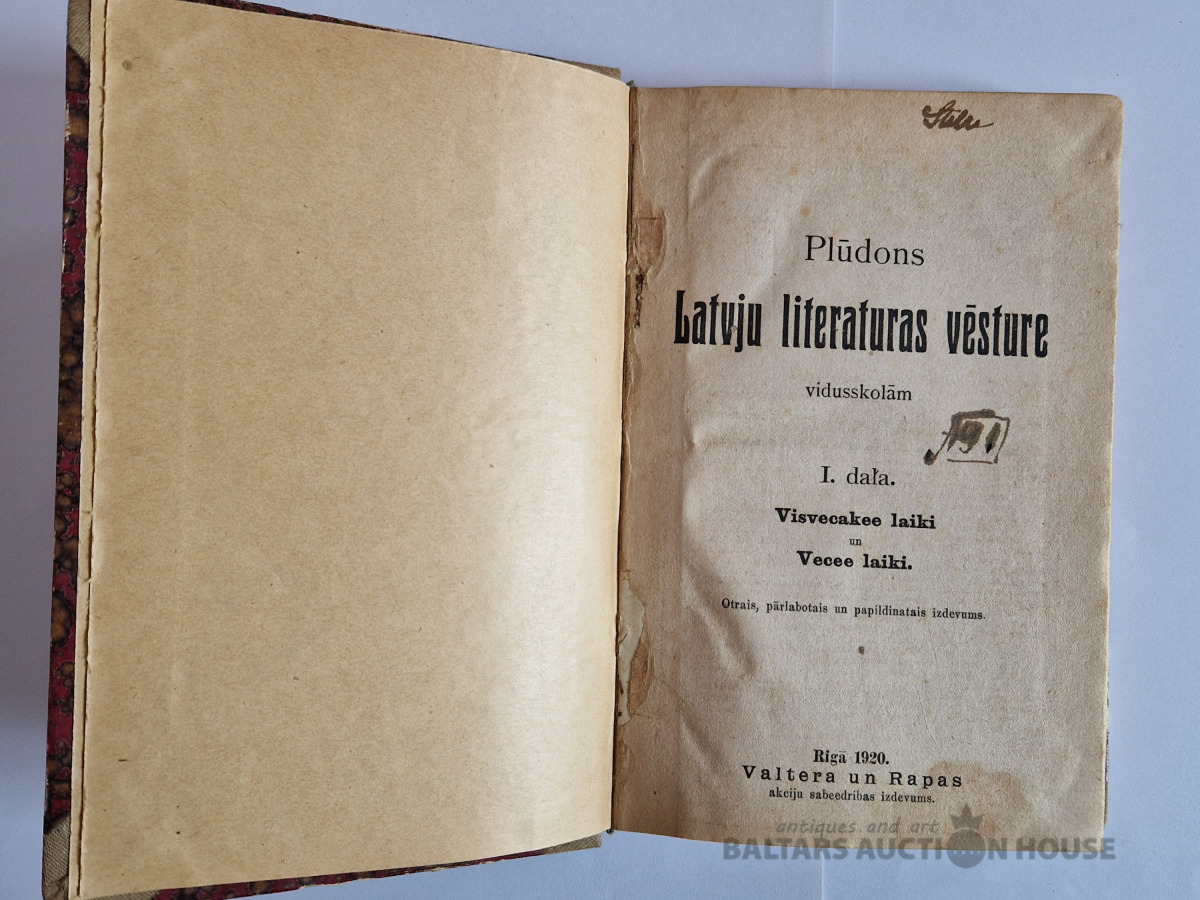 Plūdons
Latvju literaturas vēsture
vidusskolām
I. daļa.
Visvecakee laiki
un
Vecee laiki.
Otrais, pārlabotais un papildinatais izdevums.
Rigā 1920.
Valtera un Rapas
akciju sabeedribas izdevums.
antiques and art
BALTARS AUCTION HOUSE